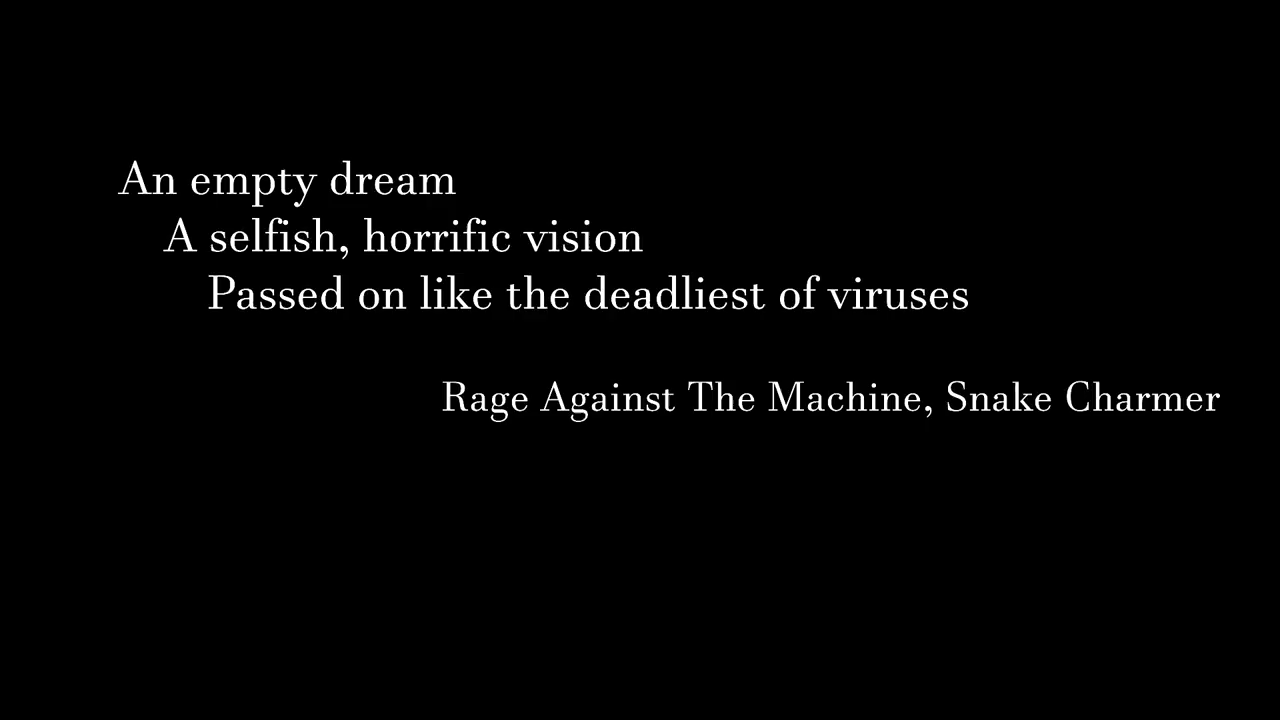 An empty dream
A selfish, horrific vision
Passed on like the deadliest of viruses
Rage Against The Machine, Snake Charmer